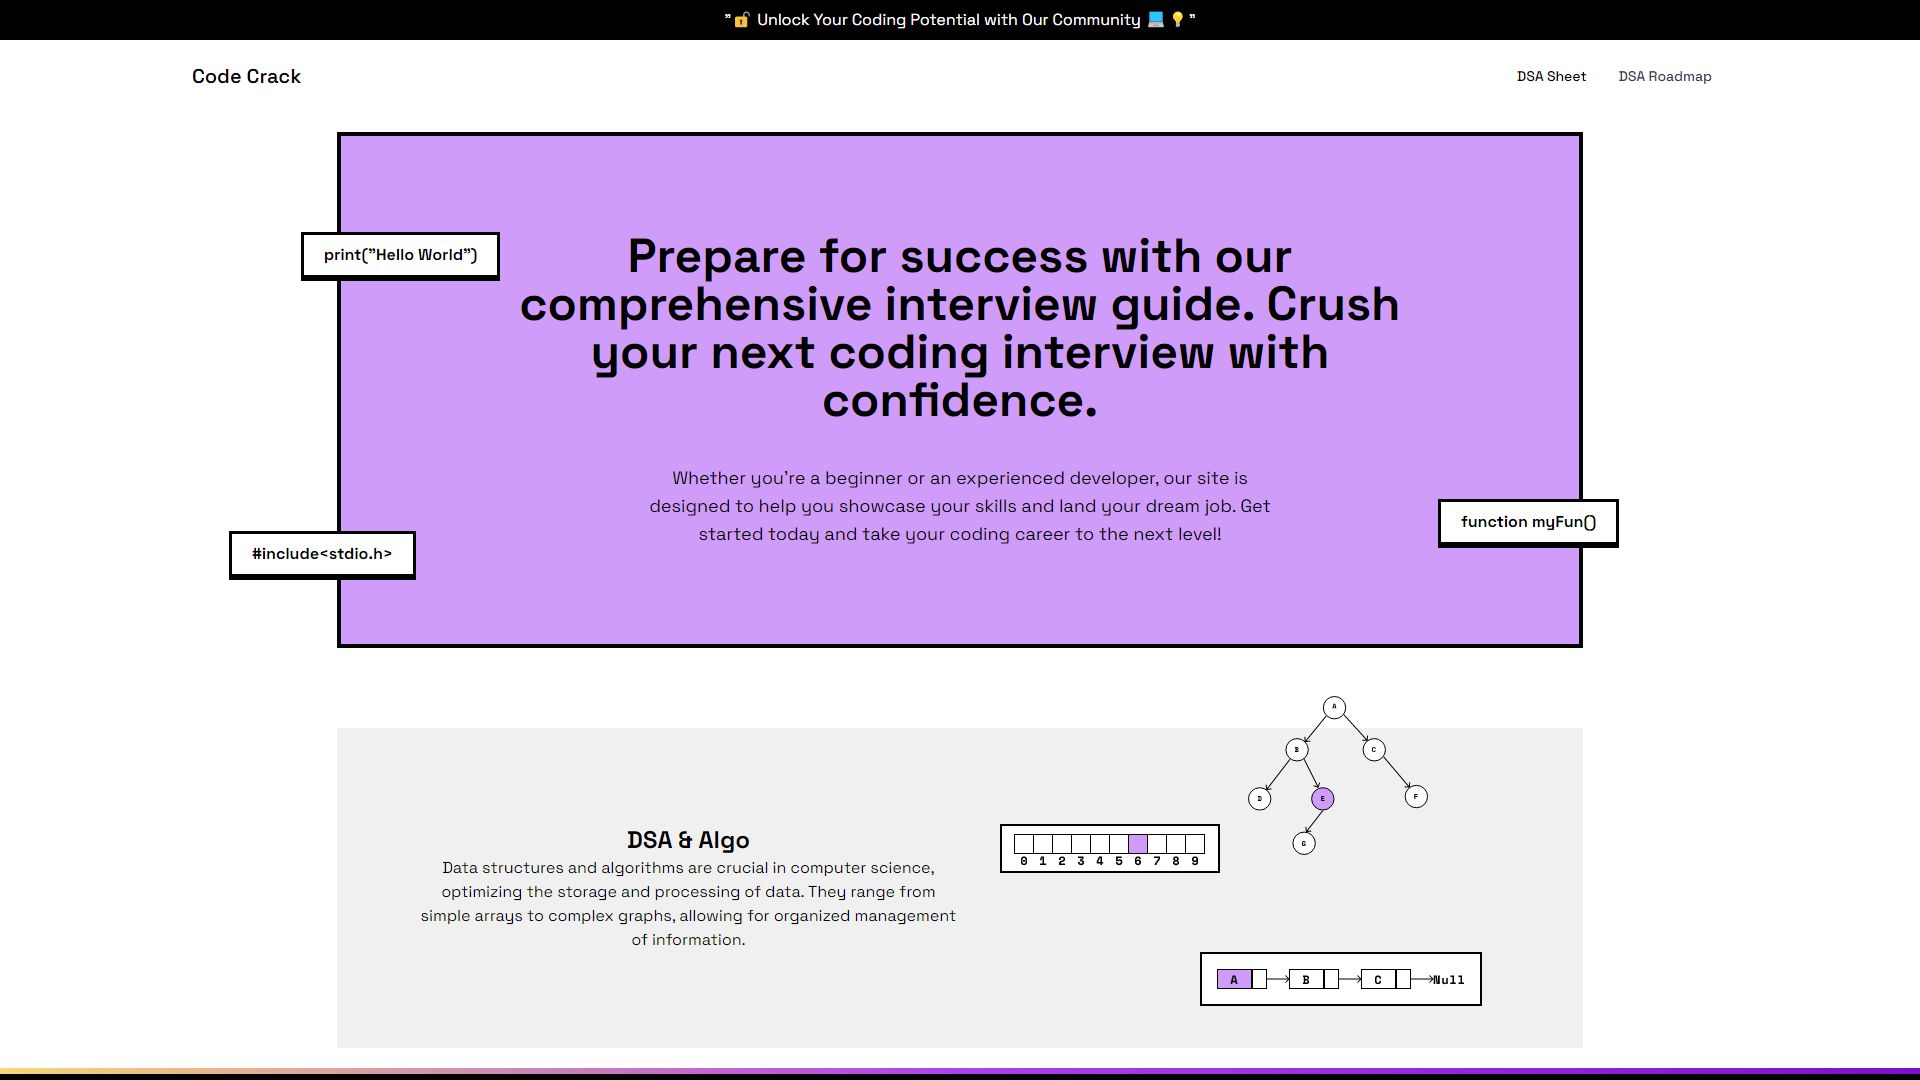 "🔓 Unlock Your Coding Potential with Our Community 💻💡"
Code Crack
DSA Sheet
DSA Roadmap
print("Hello World")
Prepare for success with our
comprehensive interview guide. Crush
your next coding interview with
confidence.
Whether you're a beginner or an experienced developer, our site is
designed to help you showcase your skills and land your dream job. Get
started today and take your coding career to the next level!
function myFun()
#include<stdio.h>
A
B
C
D
E
F
G
DSA & Algo
Data structures and algorithms are crucial in computer science,
optimizing the storage and processing of data. They range from
simple arrays to complex graphs, allowing for organized management
of information.
0 1 2 3 4 5 6 7 8 9
A B C Null